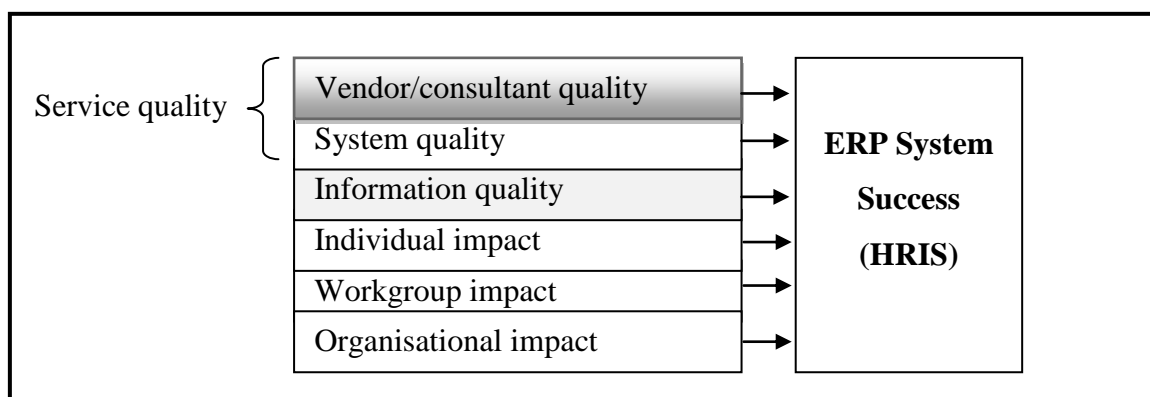 Service quality
Vendor/consultant quality
System quality
Information quality
Individual impact
Workgroup impact
Organisational impact
ERP System
Success
(HRIS)